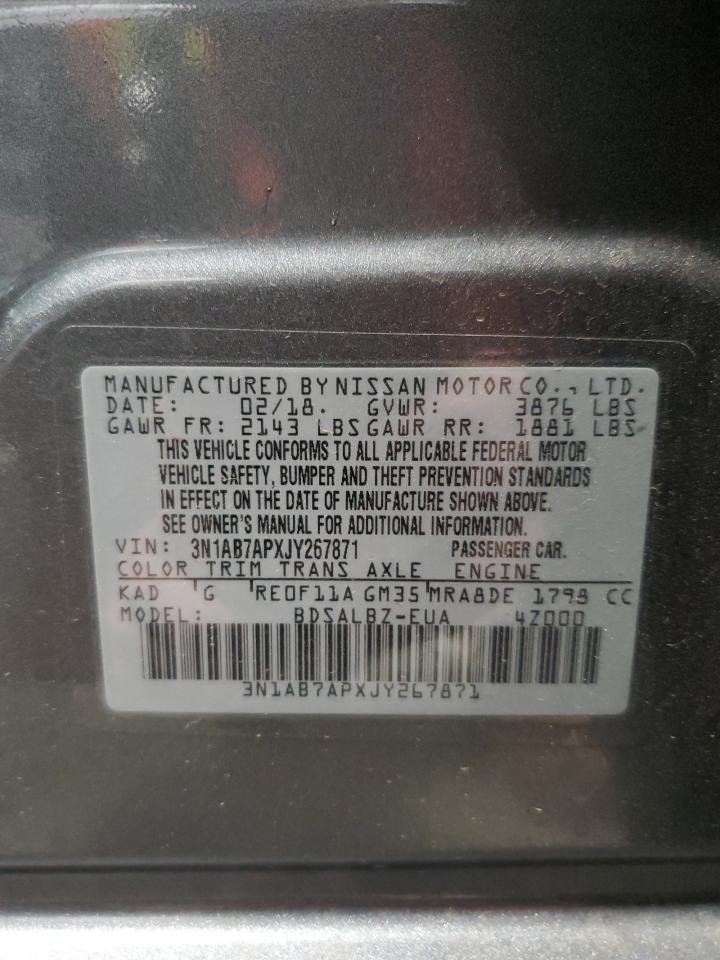 MANUFACTURED BY NISSAN MOTOR CO., LTD.
DATE: 02/18. GVWR: 3876 LBS
GAWR FR: 2143 LBS GAWR RR: 1881 LBS
THIS VEHICLE CONFORMS TO ALL APPLICABLE FEDERAL MOTOR
VEHICLE SAFETY, BUMPER AND THEFT PREVENTION STANDARDS
IN EFFECT ON THE DATE OF MANUFACTURE SHOWN ABOVE.
SEE OWNER'S MANUAL FOR ADDITIONAL INFORMATION.
VIN: 3N1AB7APXJY267871 PASSENGER CAR.
COLOR TRIM TRANS AXLE ENGINE
KAD G RE0F11A GM35 MRA8DE 1798 CC
MODEL: BDSALBZ-EUA 4Z000
3N1AB7APXJY267871